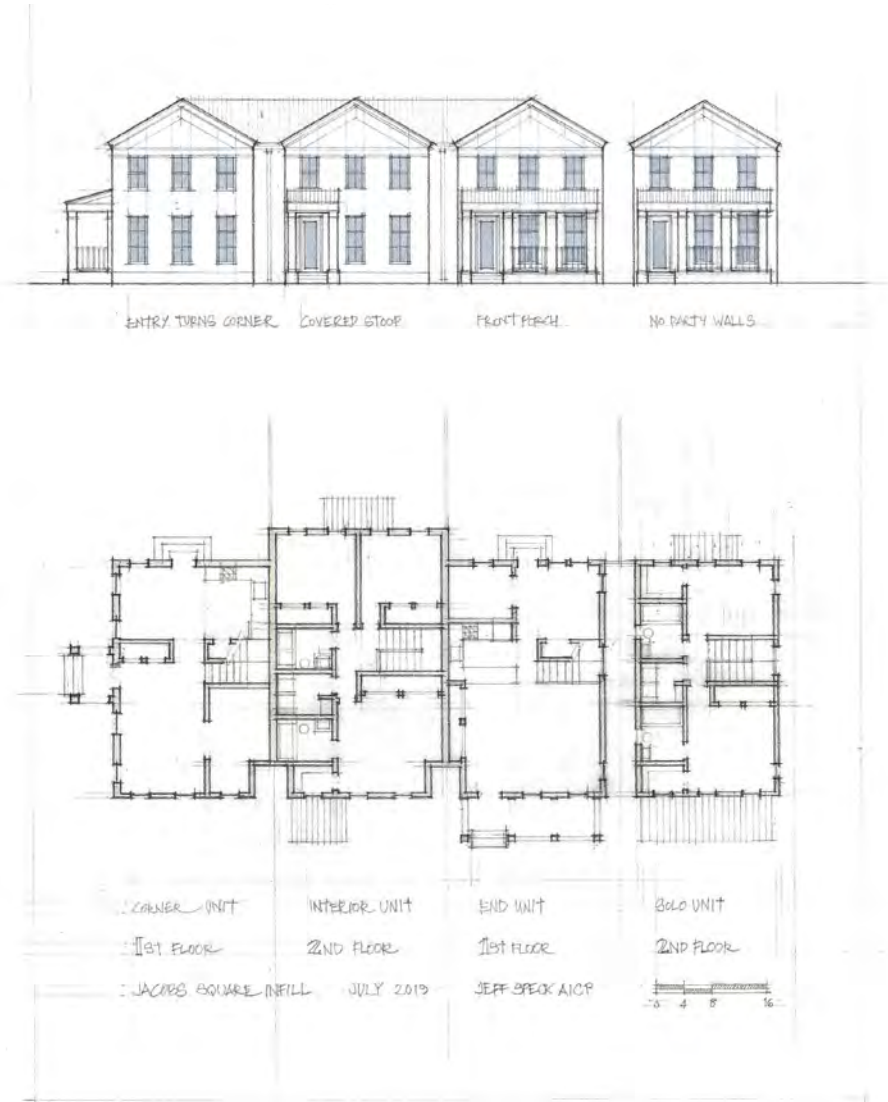 ENTRY TURNS CORNER COVERED STOOP FRONT PORCH NO PARTY WALLS
CORNER UNIT INTERIOR UNIT END UNIT SOLO UNIT
1ST FLOOR 2ND FLOOR 1ST FLOOR 2ND FLOOR
JACOBS SQUARE INFILL JULY 2013 JEFF SPECK AICP
0 4 8 16